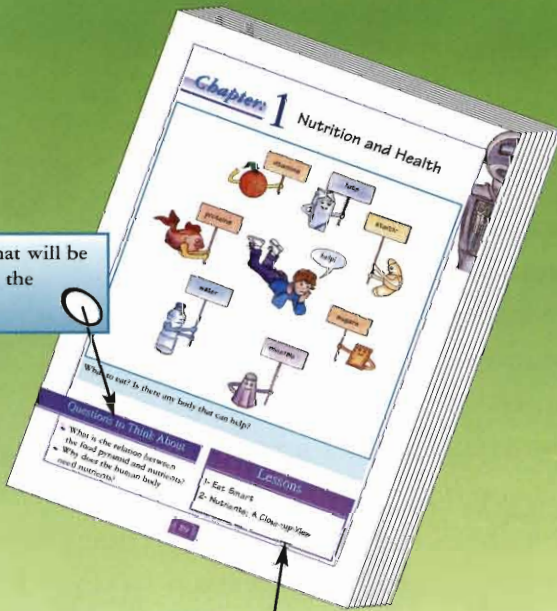 Chapter: 1 Nutrition and Health
vitamins
fats
starch
proteins
help!
water
sugars
minerals
hat will be
the
What to eat? Is there any body that can help?
Questions to Think About
• What is the relation between
the food pyramid and nutrients?
• Why does the human body
need nutrients?
Lessons
1- Eat Smart
2- Nutrients; A Close-up View